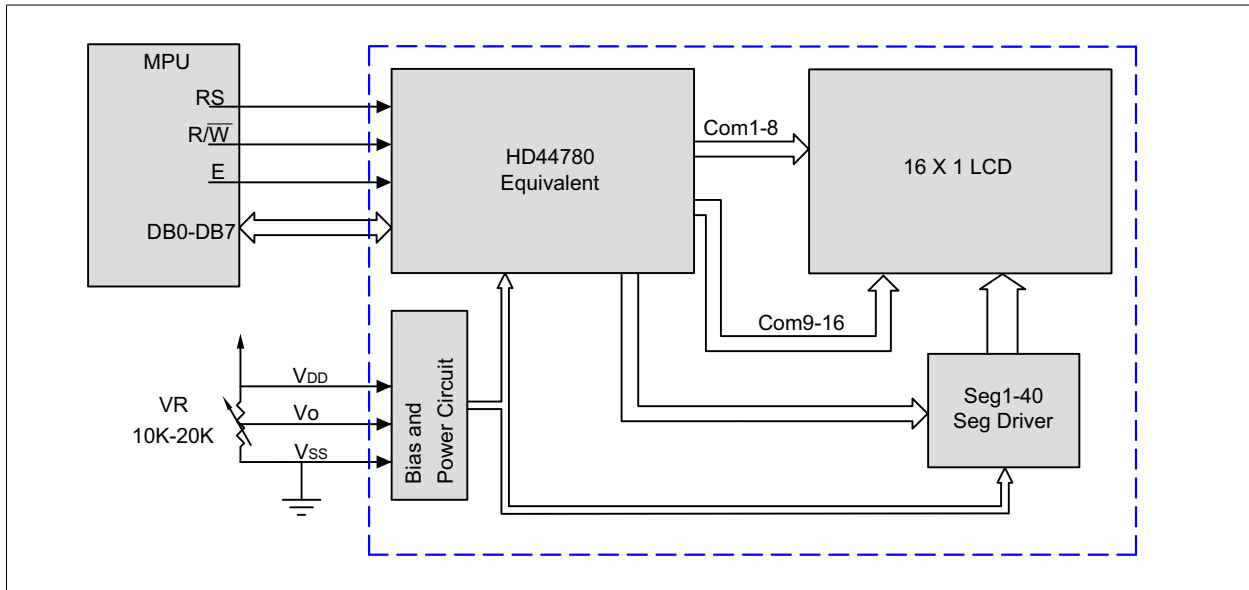 MPU
RS
R/W̅
E
DB0-DB7
HD44780
Equivalent
Com1-8
16 X 1 LCD
Com9-16
VDD
Vo
VSS
VR
10K-20K
Bias and
Power Circuit
Seg1-40
Seg Driver